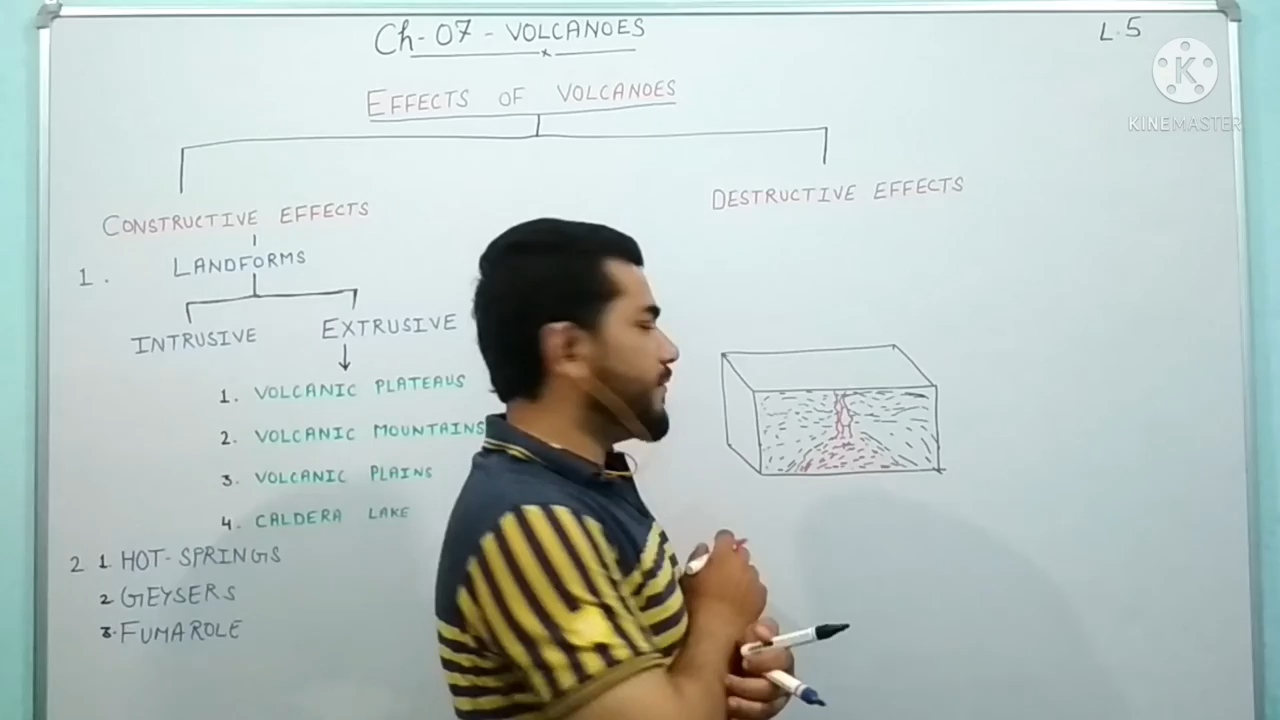 Ch-07-VOLCANOES
L.5
KINEMASTER
EFFECTS OF VOLCANOES
CONSTRUCTIVE EFFECTS
DESTRUCTIVE EFFECTS
1. LANDFORMS
INTRUSIVE
EXTRUSIVE
1. VOLCANIC PLATEAUS
2. VOLCANIC MOUNTAINS
3. VOLCANIC PLAINS
4. CALDERA LAKE
2 1. HOT-SPRINGS
2 GEYSERS
3. FUMAROLE